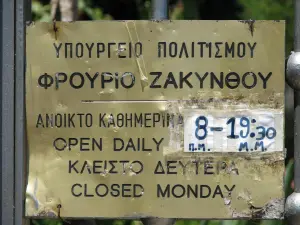 ΥΠΟΥΡΓΕΙΟ ΠΟΛΙΤΙΣΜΟΥ
ΦΡΟΥΡΙΟ ΖΑΚΥΝΘΟΥ
ΑΝΟΙΚΤΟ ΚΑΘΗΜΕΡΙΝΑ 8-19:30
OPEN DAILY Π.Μ. Μ.Μ.
ΚΛΕΙΣΤΟ ΔΕΥΤΕΡΑ
CLOSED MONDAY